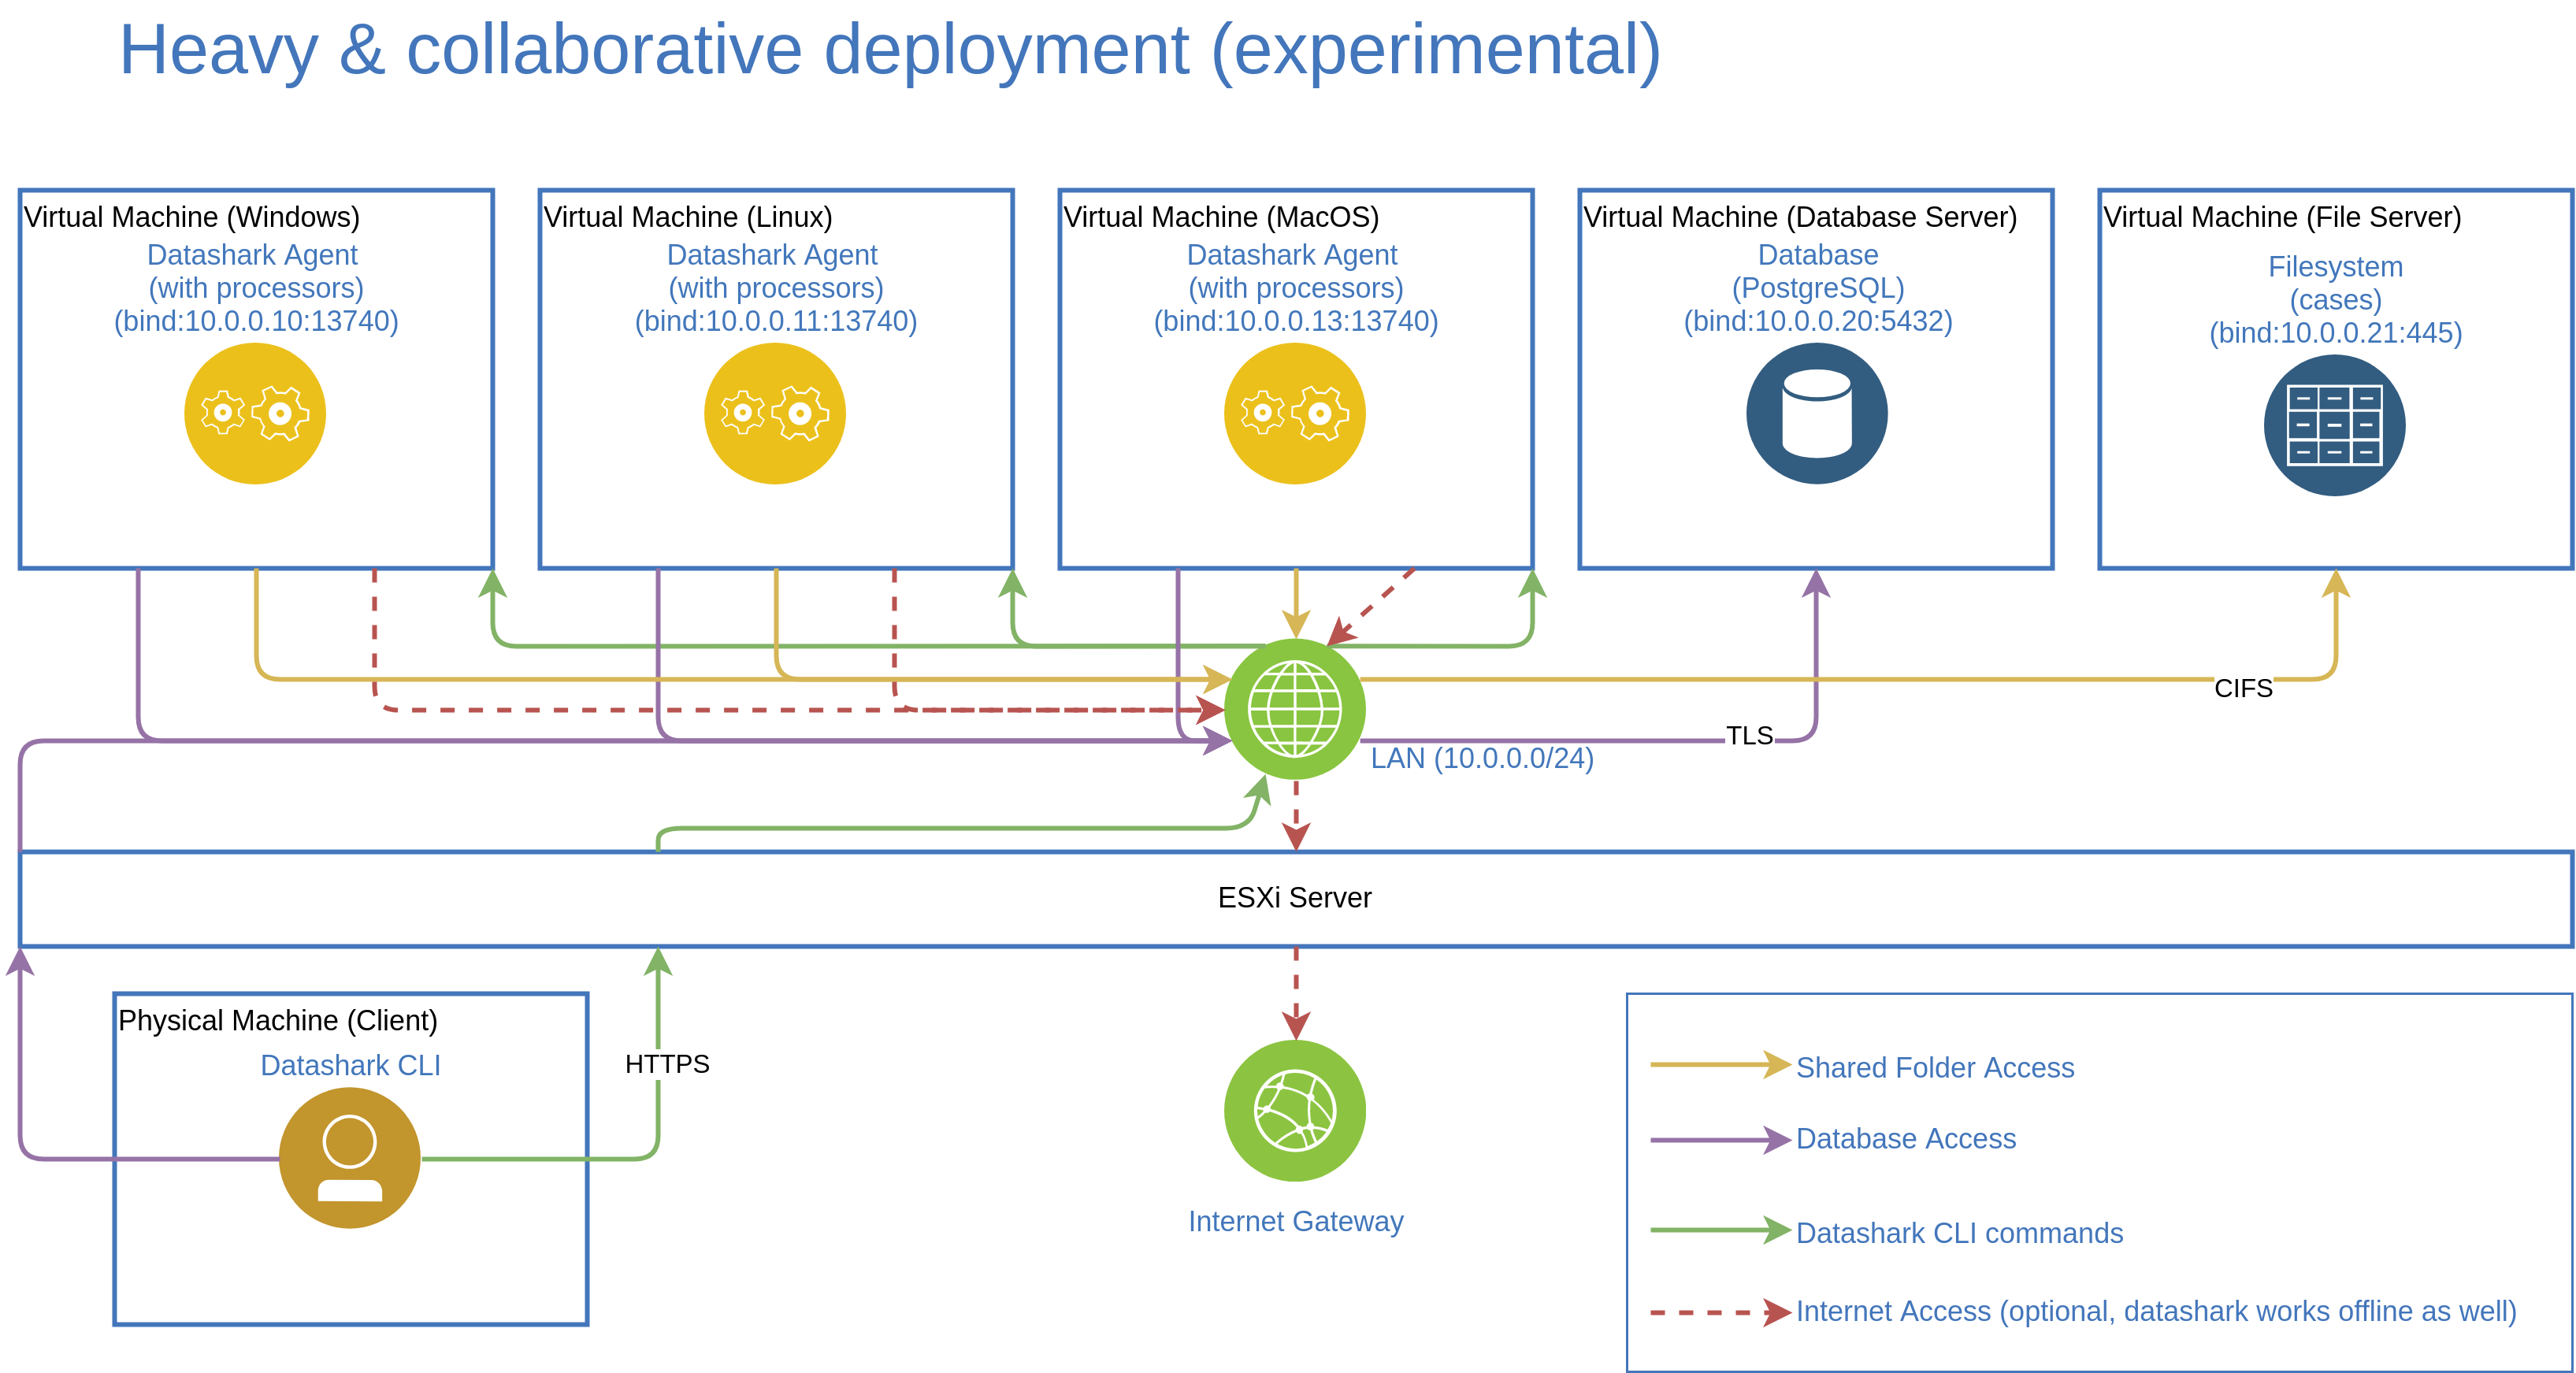 Heavy & collaborative deployment (experimental)
Virtual Machine (Windows)
Datashark Agent
(with processors)
(bind:10.0.0.10:13740)
Virtual Machine (Linux)
Datashark Agent
(with processors)
(bind:10.0.0.11:13740)
Virtual Machine (MacOS)
Datashark Agent
(with processors)
(bind:10.0.0.13:13740)
Virtual Machine (Database Server)
Database
(PostgreSQL)
(bind:10.0.0.20:5432)
Virtual Machine (File Server)
Filesystem
(cases)
(bind:10.0.0.21:445)
CIFS
TLS
LAN (10.0.0.0/24)
ESXi Server
Physical Machine (Client)
Datashark CLI
HTTPS
Internet Gateway
Shared Folder Access
Database Access
Datashark CLI commands
Internet Access (optional, datashark works offline as well)